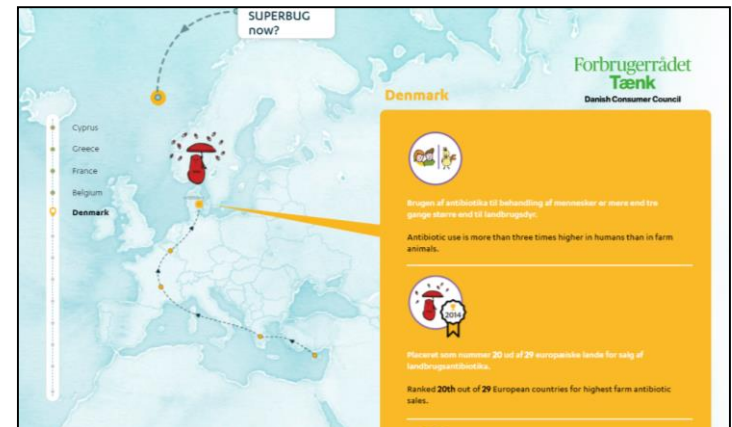 SUPERBUG
now?
Forbrugerrådet
Tænk
Danish Consumer Council
Cyprus
Greece
France
Belgium
Denmark
Denmark
Brugen af antibiotika til behandling af mennesker er mere end tre
gange større end til landbrugsdyr.
Antibiotic use is more than three times higher in humans than in farm
animals.
2014
Placeret som nummer 20 ud af 29 europæiske lande for salg af
landbrugsantibiotika.
Ranked 20th out of 29 European countries for highest farm antibiotic
sales.